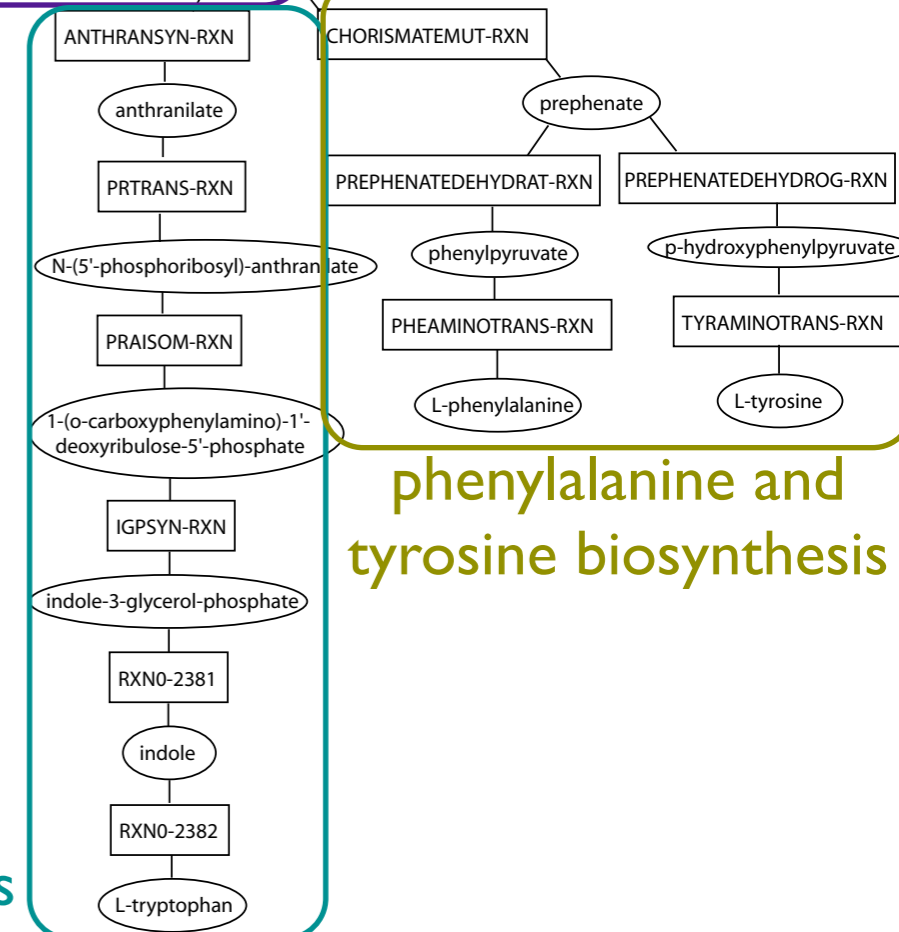 ANTHRANSYN-RXN
anthranilate
PRTRANS-RXN
N-(5'-phosphoribosyl)-anthranilate
PRAISOM-RXN
1-(o-carboxyphenylamino)-1'-
deoxyribulose-5'-phosphate
IGPSYN-RXN
indole-3-glycerol-phosphate
RXN0-2381
indole
RXN0-2382
L-tryptophan
s
CHORISMATEMUT-RXN
prephenate
PREPHENATEDEHYDRAT-RXN
phenylpyruvate
PHEAMINOTRANS-RXN
L-phenylalanine
PREPHENATEDEHYDROG-RXN
p-hydroxyphenylpyruvate
TYRAMINOTRANS-RXN
L-tyrosine
phenylalanine and
tyrosine biosynthesis